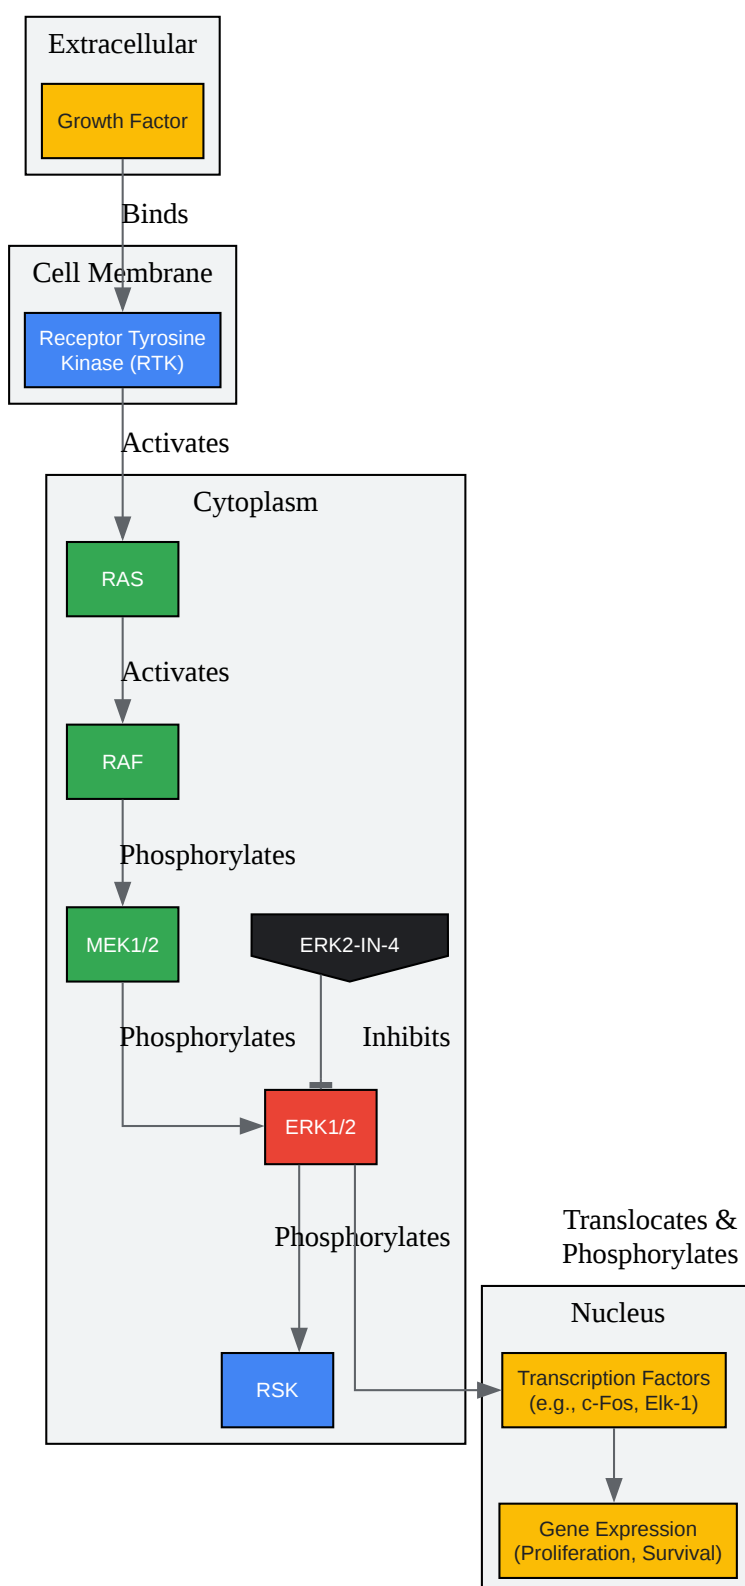 Extracellular
Growth Factor
Binds
Cell Membrane
Receptor Tyrosine
Kinase (RTK)
Activates
Cytoplasm
RAS
Activates
RAF
Phosphorylates
MEK1/2
ERK2-IN-4
Phosphorylates
Inhibits
ERK1/2
Phosphorylates
Translocates &
Phosphorylates
Nucleus
RSK
Transcription Factors
(e.g., c-Fos, Elk-1)
Gene Expression
(Proliferation, Survival)